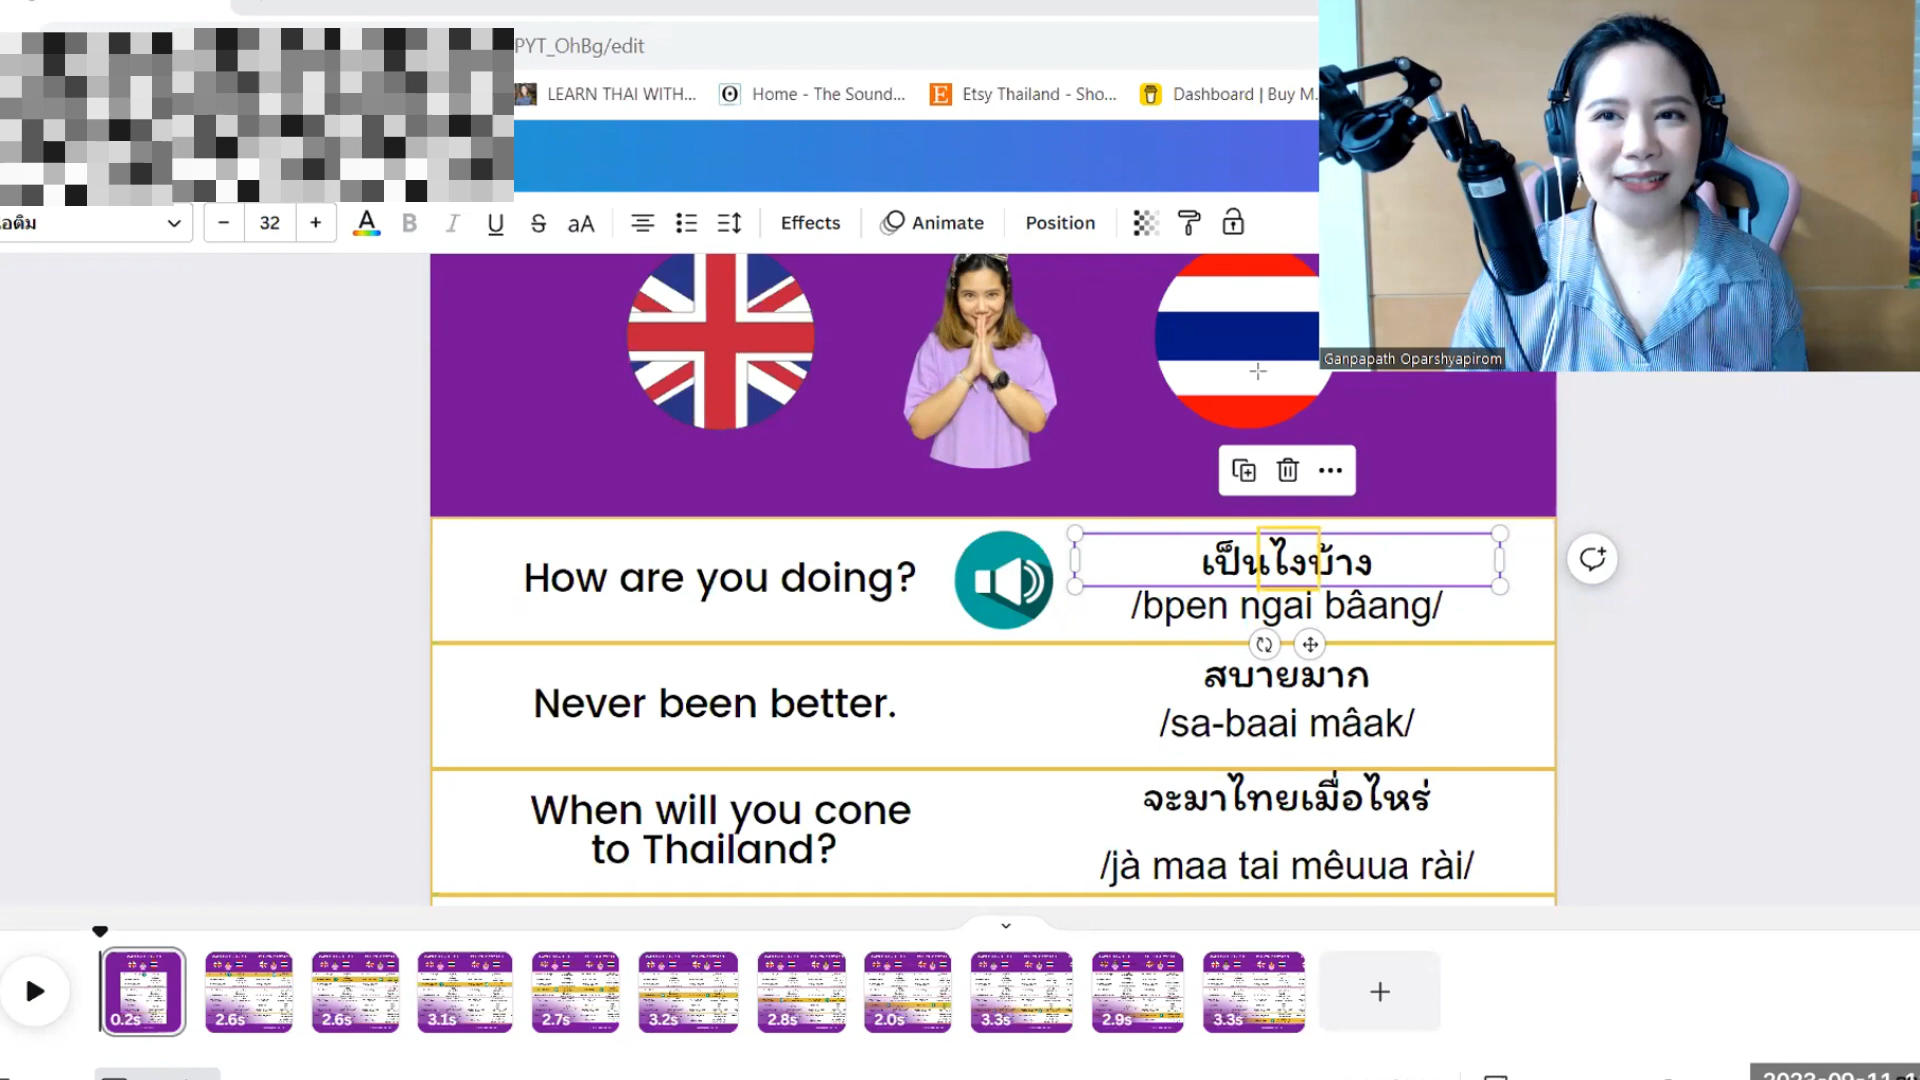 PYT_OhBg/edit
LEARN THAI WITH...
Home - The Sound...
Etsy Thailand - Sho...
Dashboard | Buy M.
32
A B I U S aA
Effects
Animate
Position
Ganpapath Oparshyapirom
How are you doing?
เป็นไงบ้าง
/bpen ngai bâang/
Never been better.
สบายมาก
/sa-baai mâak/
When will you cone
to Thailand?
จะมาไทยเมื่อไหร่
/jà maa tai mêuua rài/
0.2s
2.6s
2.6s
3.1s
2.7s
3.2s
2.8s
2.0s
3.3s
2.9s
3.3s